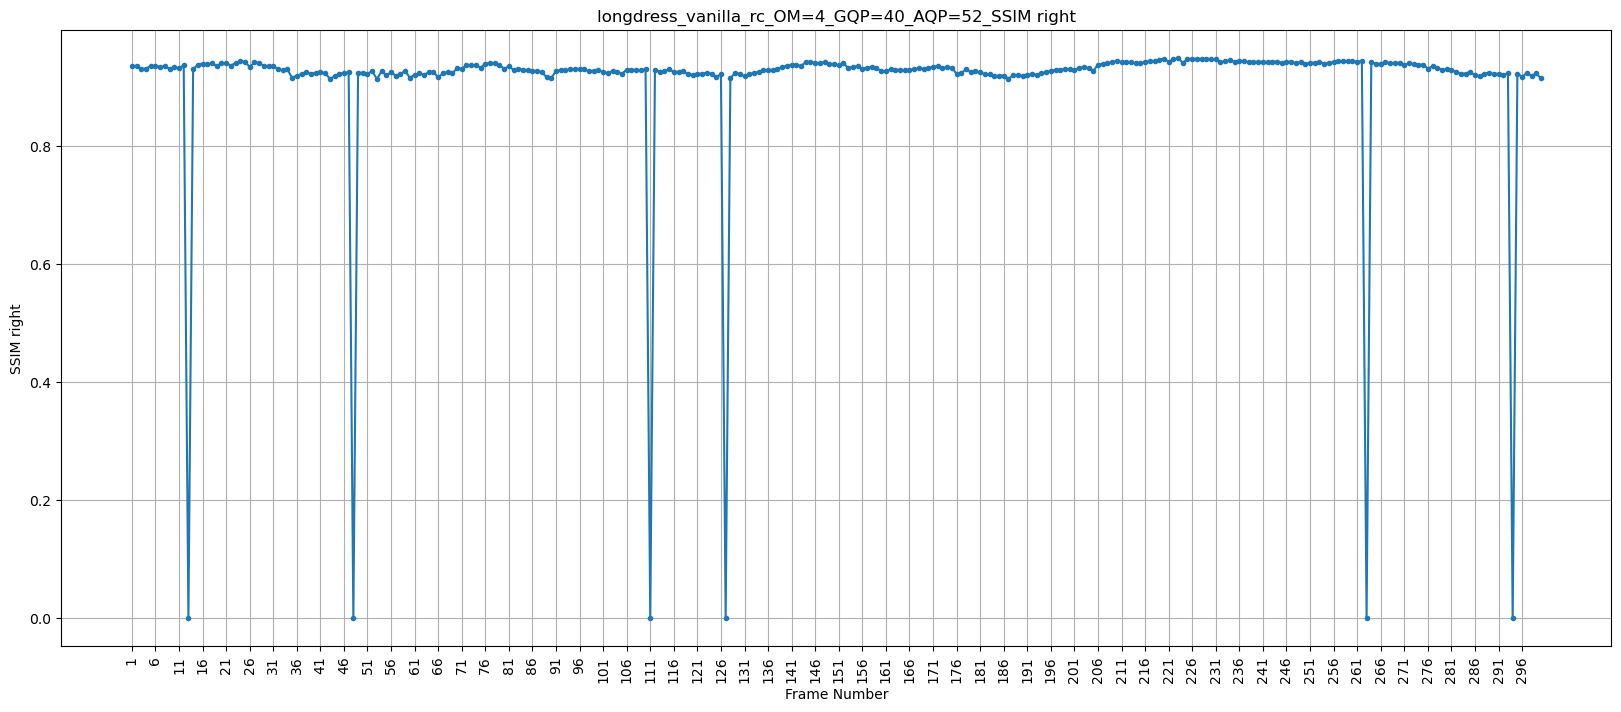 longdress_vanilla_rc_OM=4_GQP=40_AQP=52_SSIM right
SSIM right
0.8
0.6
0.4
0.2
0.0
1 6 11 16 21 26 31 36 41 46 51 56 61 66 71 76 81 86 91 96 101 106 111 116 121 126 131 136 141 146 151 156 161 166 171 176 181 186 191 196 201 206 211 216 221 226 231 236 241 246 251 256 261 266 271 276 281 286 291 296
Frame Number